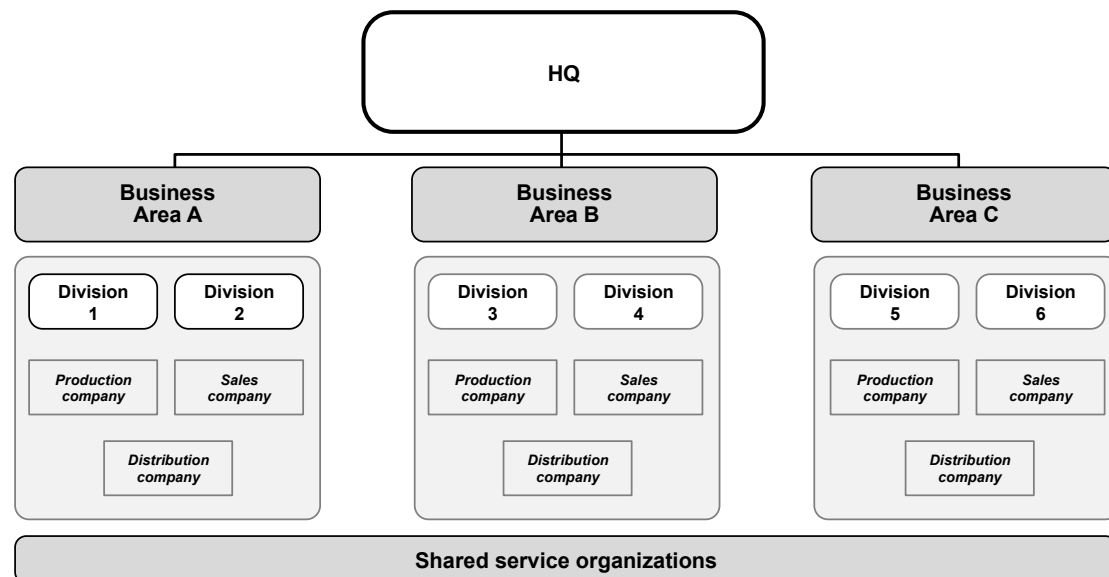 HQ
Business
Area A
Business
Area B
Business
Area C
Division
1
Division
2
Division
3
Division
4
Division
5
Division
6
Production
company
Sales
company
Production
company
Sales
company
Production
company
Sales
company
Distribution
company
Distribution
company
Distribution
company
Shared service organizations